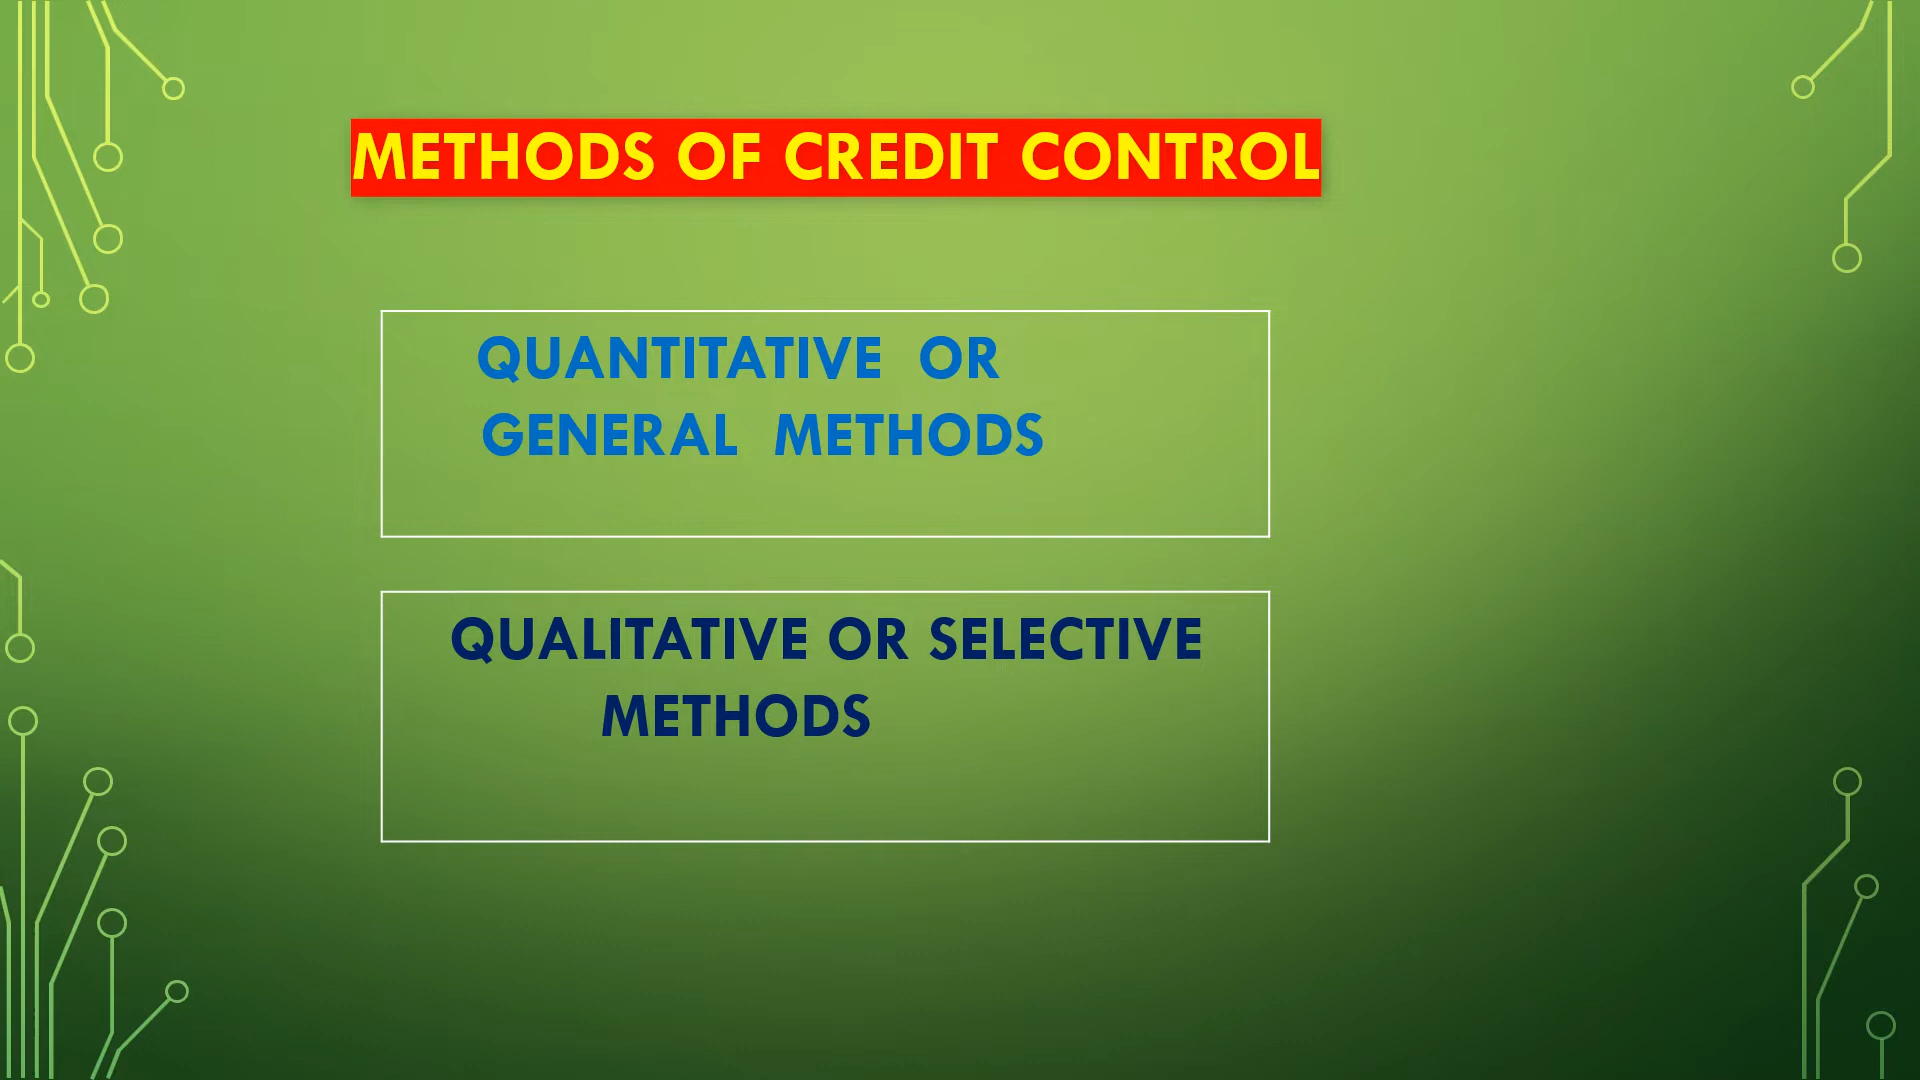 METHODS OF CREDIT CONTROL
QUANTITATIVE OR
GENERAL METHODS
QUALITATIVE OR SELECTIVE
METHODS